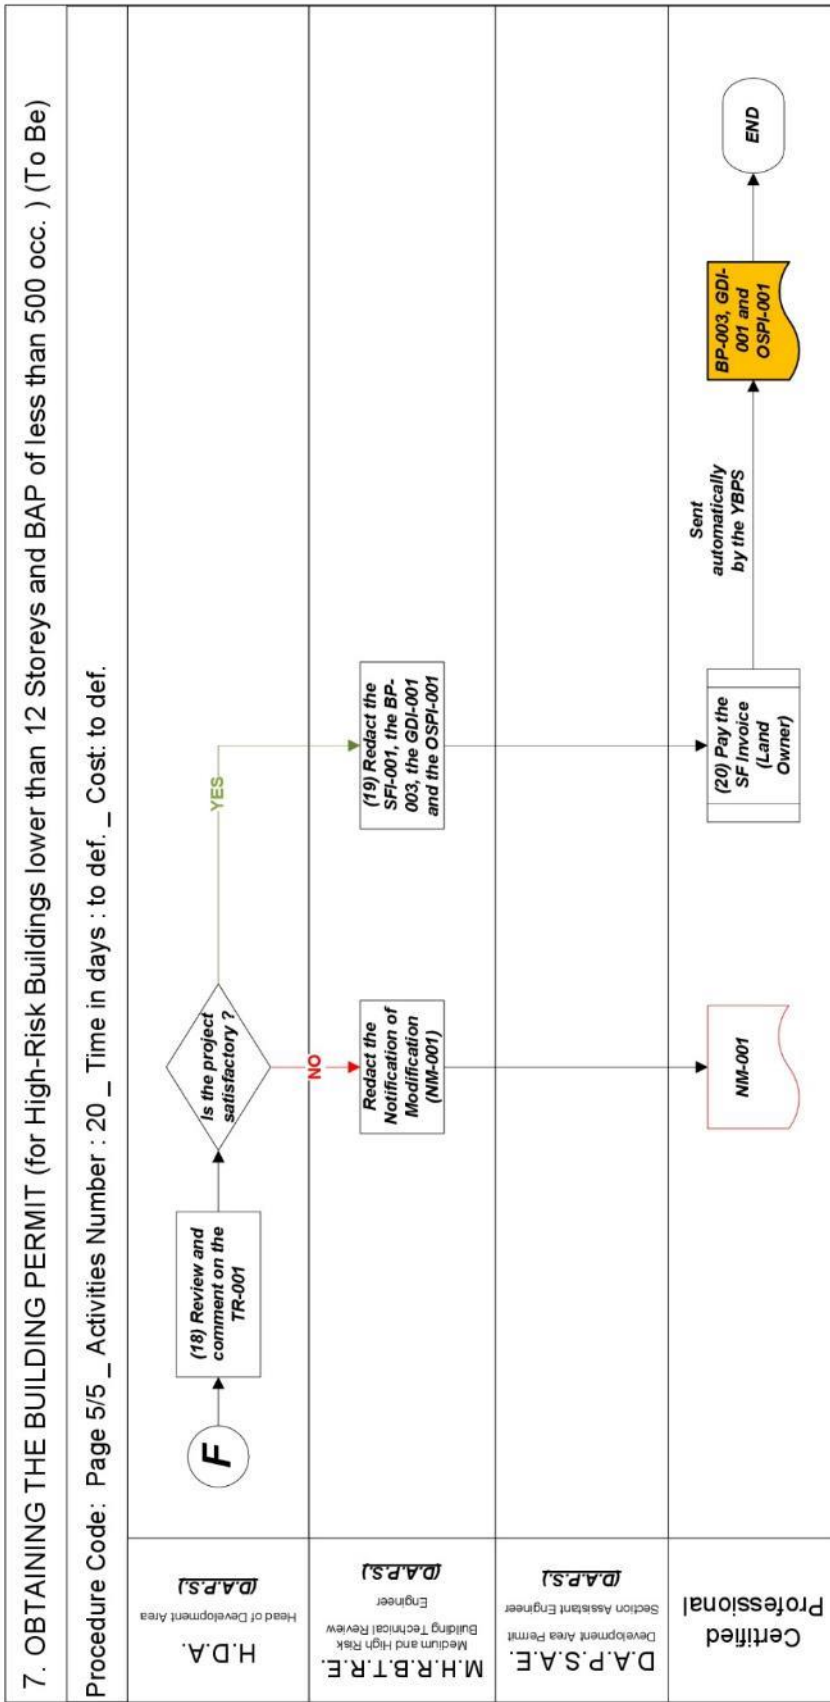 7. OBTAINING THE BUILDING PERMIT (for High-Risk Buildings lower than 12 Storeys and BAP of less than 500 occ. ) (To Be)
Procedure Code: Page 5/5 _ Activities Number : 20 _ Time in days : to def. _ Cost: to def.
H.D.A.
Head of Development Area
(D.A.P.S.)
F
(18) Review and
comment on the
TR-001
Is the project
satisfactory ?
YES
NO
M.H.R.B.T.R.E.
Medium and High Risk
Building Technical Review
Engineer
(D.A.P.S.)
Redact the
Notification of
Modification
(NM-001)
(19) Redact the
SFI-001, the BP-
003, the GDI-001
and the OSPI-001
D.A.P.S.A.E.
Development Area Permit
Section Assistant Engineer
(D.A.P.S.)
Certified
Professional
NM-001
(20) Pay the
SF Invoice
(Land
Owner)
Sent
automatically
by the YBPS
BP-003, GDI-
001 and
OSPI-001
END